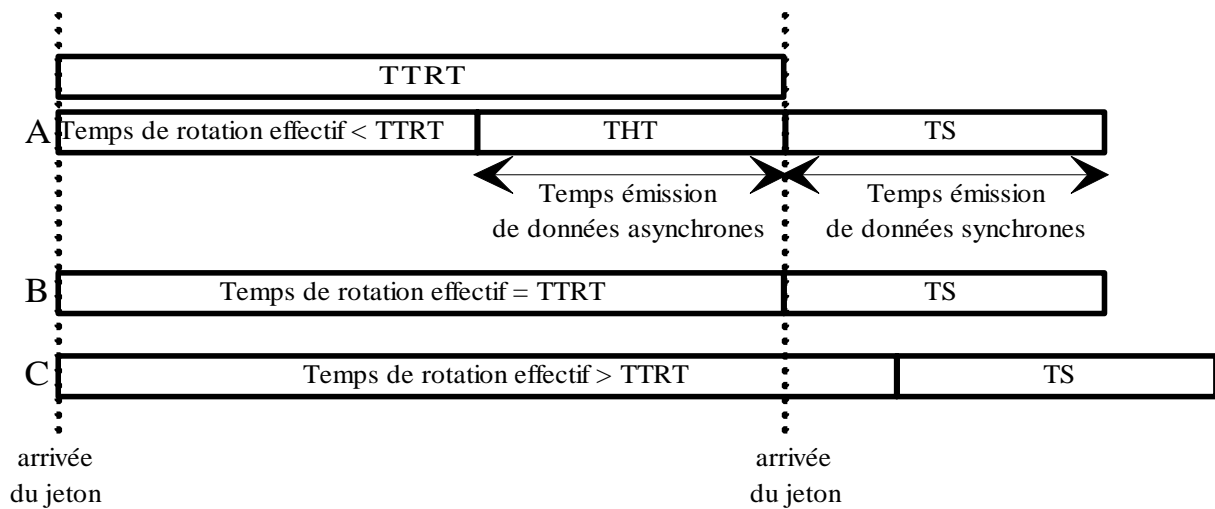 TTRT
A Temps de rotation effectif < TTRT THT TS
Temps émission Temps émission
de données asynchrones de données synchrones
B Temps de rotation effectif = TTRT TS
C Temps de rotation effectif > TTRT TS
arrivée arrivée
du jeton du jeton